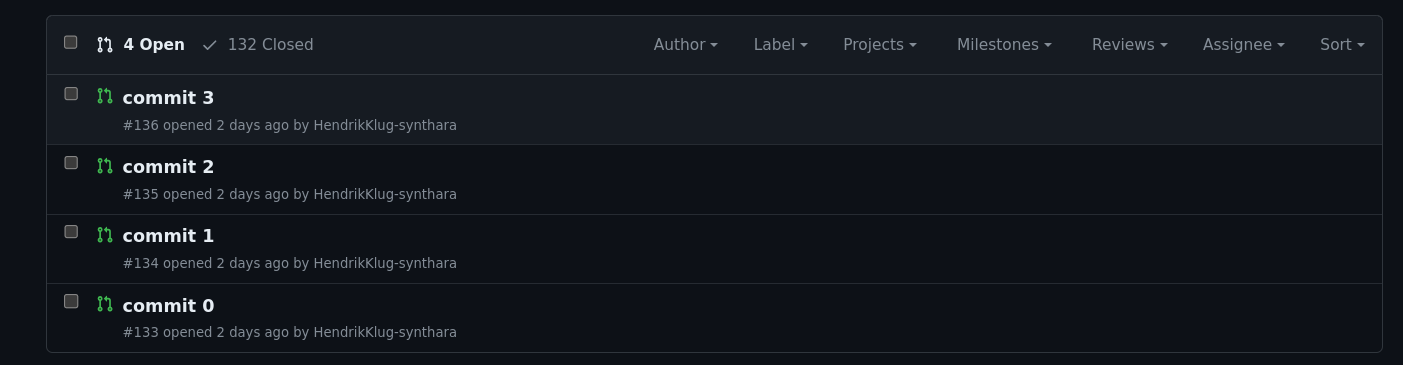 4 Open 132 Closed Author Label Projects Milestones Reviews Assignee Sort
commit 3
#136 opened 2 days ago by HendrikKlug-synthara
commit 2
#135 opened 2 days ago by HendrikKlug-synthara
commit 1
#134 opened 2 days ago by HendrikKlug-synthara
commit 0
#133 opened 2 days ago by HendrikKlug-synthara